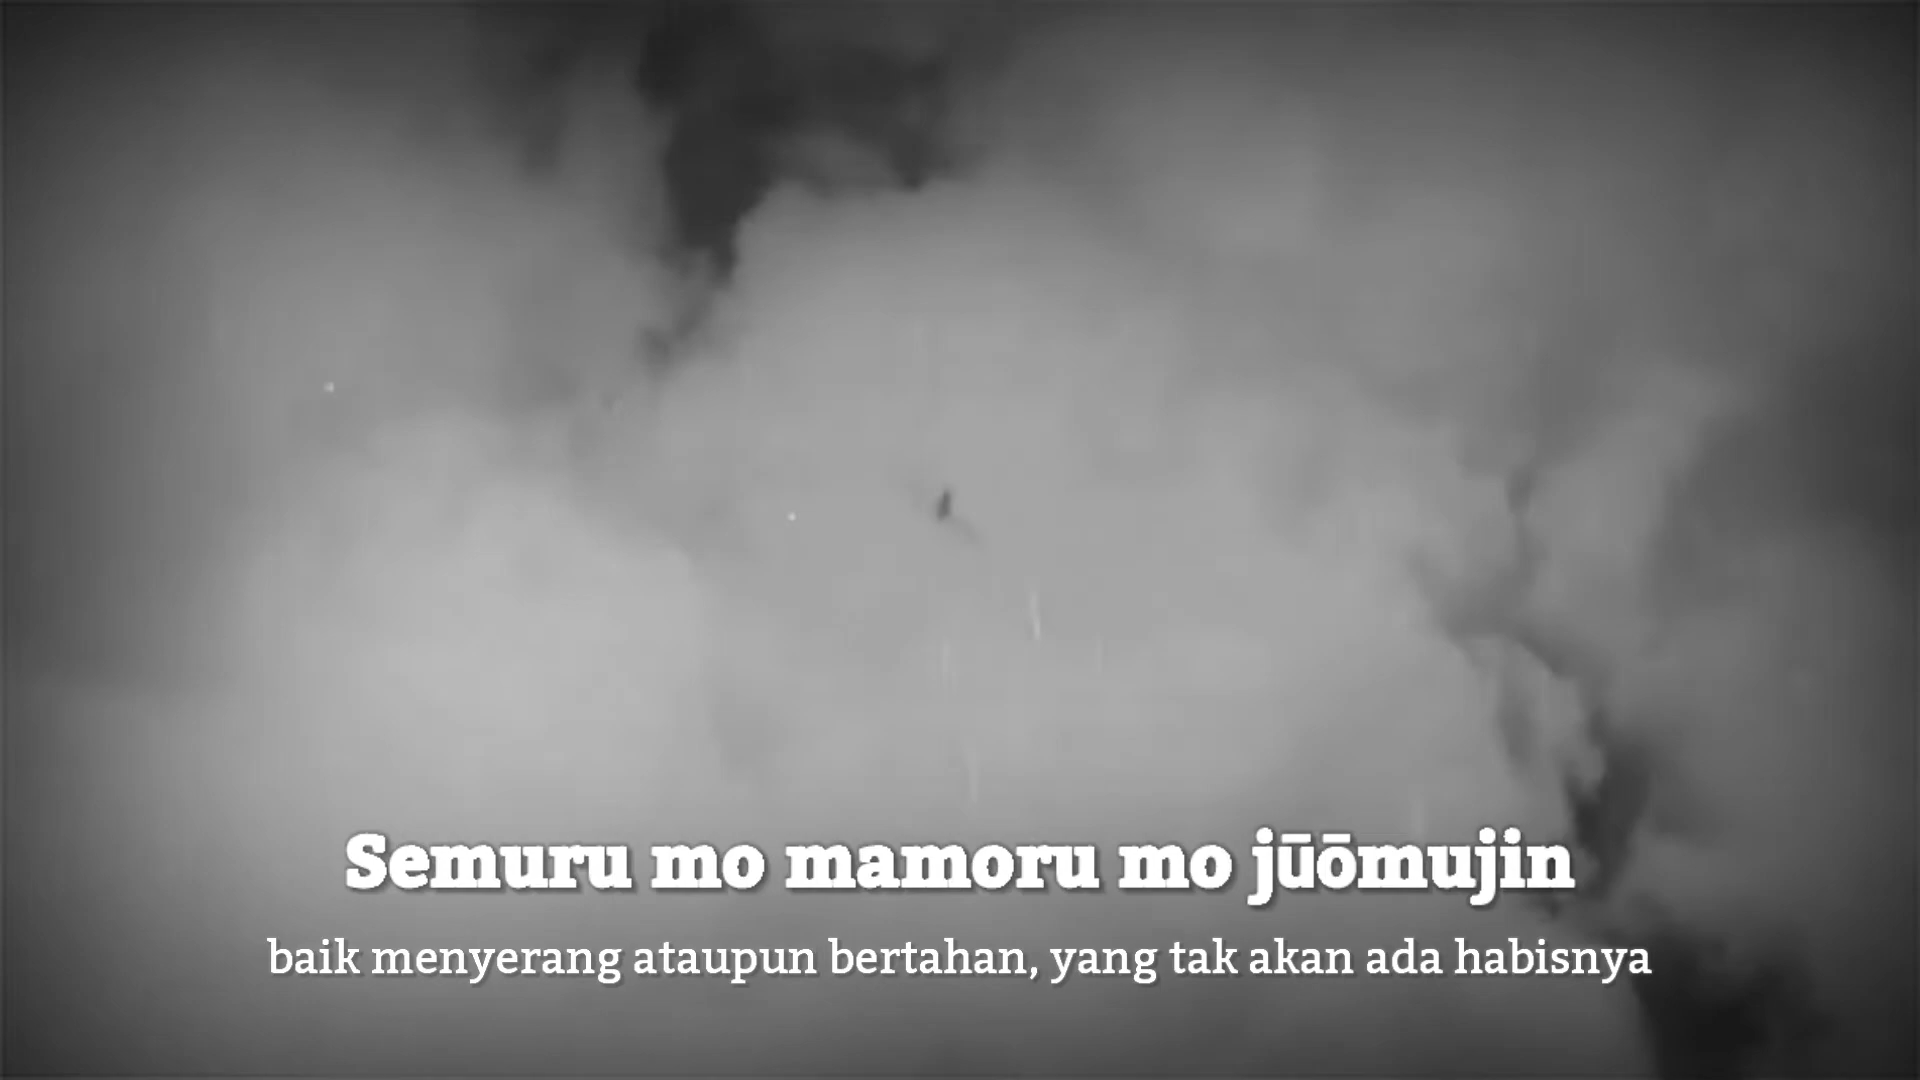 Semuru mo mamoru mo jūōmujin
baik menyerang ataupun bertahan, yang tak akan ada habisnya